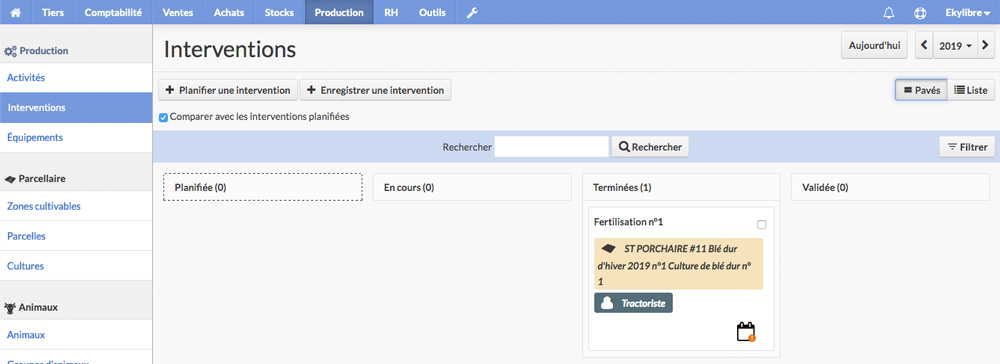 Tiers Comptabilité Ventes Achats Stocks Production RH Outils Ekylibre
Production
Activités
Interventions
Équipements
Parcellaire
Zones cultivables
Parcelles
Cultures
Animaux
Animaux
Groupes d'animaux
Interventions
Aujourd'hui
2019
Planifier une intervention
Enregistrer une intervention
Pavés
Liste
Comparer avec les interventions planifiées
Rechercher
Rechercher
Filtrer
Planifiée (0)
En cours (0)
Terminées (1)
Validée (0)
Fertilisation n°1
ST PORCHAIRE #11 Blé dur
d'hiver 2019 n°1 Culture de blé dur n°
1
Tractoriste